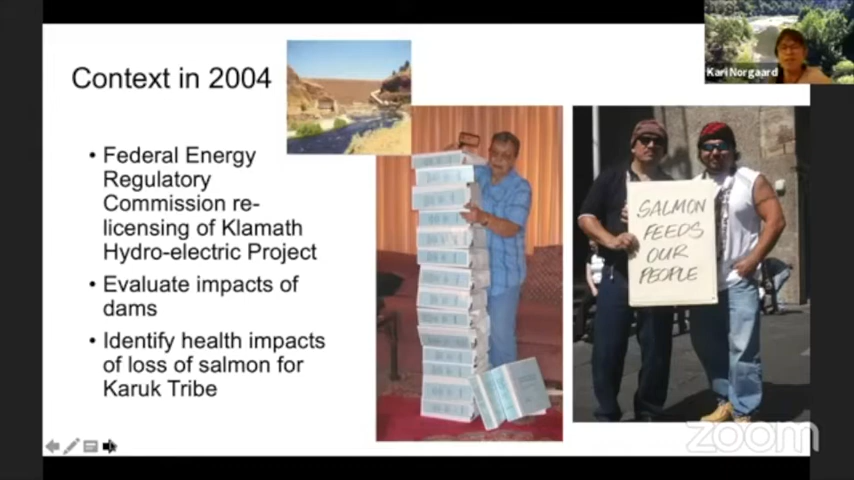 Kari Norgaard
Context in 2004
• Federal Energy
Regulatory
Commission re-
licensing of Klamath
Hydro-electric Project
• Evaluate impacts of
dams
• Identify health impacts
of loss of salmon for
Karuk Tribe
SALMON
FEEDS
OUR
PEOPLE
zoom